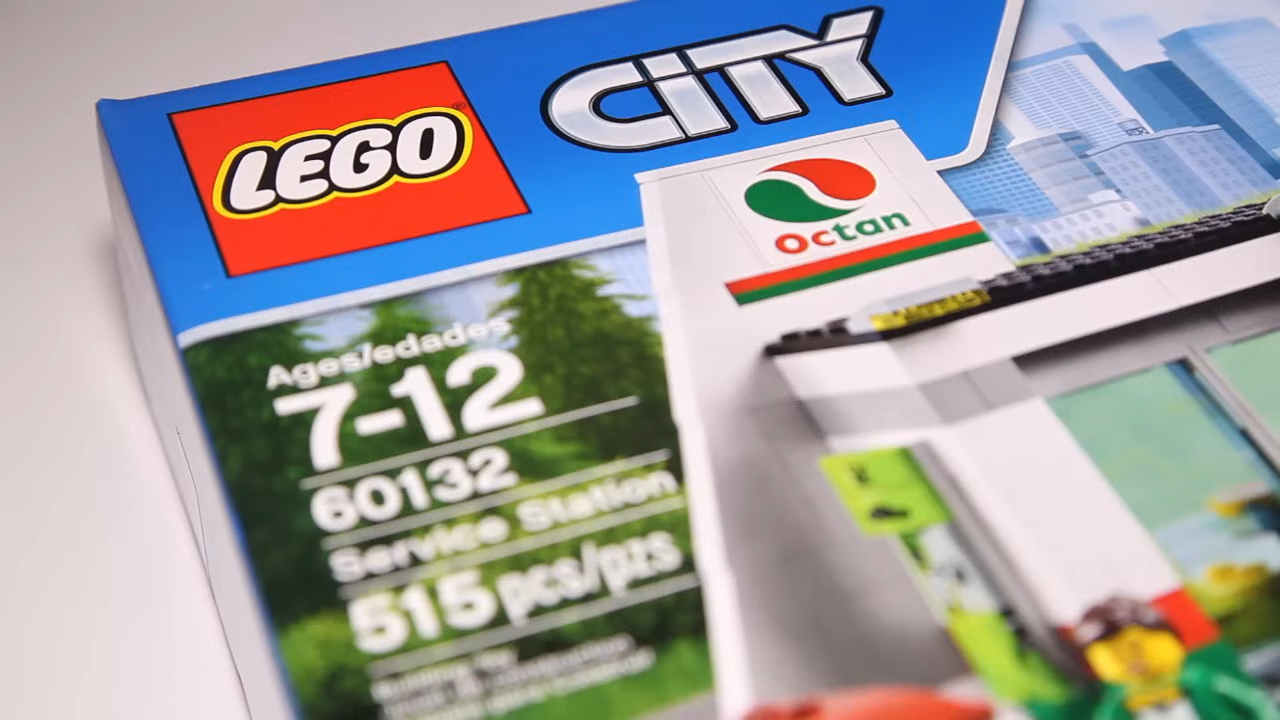 LEGO®
CITY
Octan
Ages/edades
7-12
60132
Service Station
515 pcs/pzs